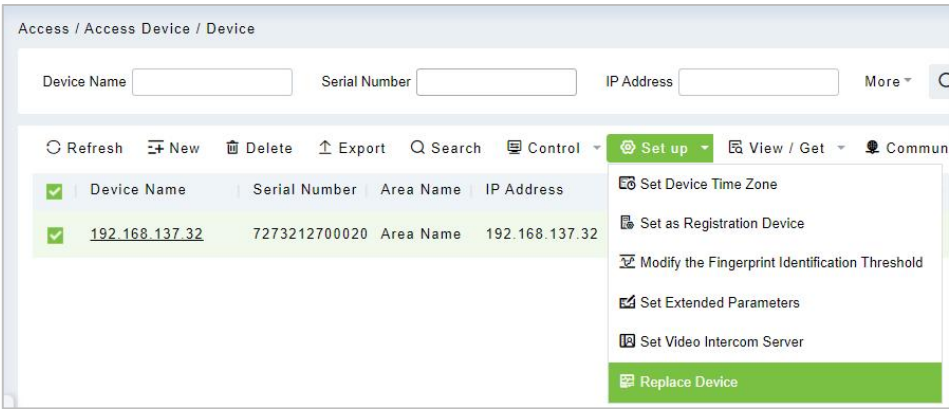 Access / Access Device / Device
Device Name Serial Number IP Address More
Refresh New Delete Export Search Control Set up View / Get Commun
Device Name Serial Number Area Name IP Address
192.168.137.32 7273212700020 Area Name 192.168.137.32
Set Device Time Zone
Set as Registration Device
Modify the Fingerprint Identification Threshold
Set Extended Parameters
Set Video Intercom Server
Replace Device